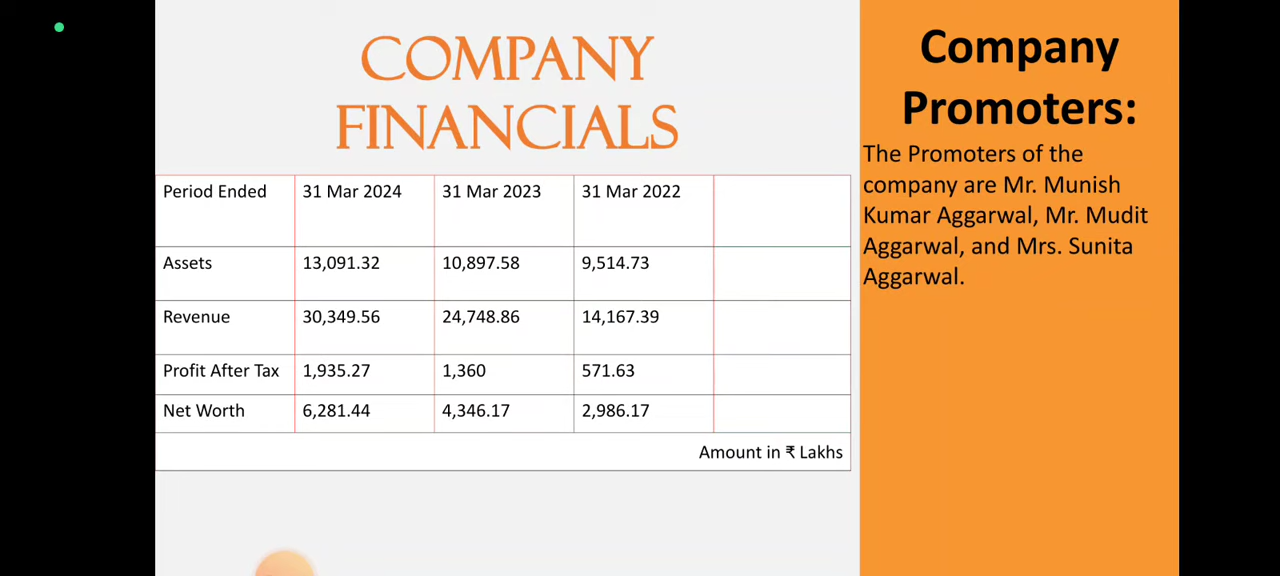 COMPANY
FINANCIALS
Period Ended 31 Mar 2024 31 Mar 2023 31 Mar 2022
Assets 13,091.32 10,897.58 9,514.73
Revenue 30,349.56 24,748.86 14,167.39
Profit After Tax 1,935.27 1,360 571.63
Net Worth 6,281.44 4,346.17 2,986.17
Amount in ₹ Lakhs
Company
Promoters:
The Promoters of the
company are Mr. Munish
Kumar Aggarwal, Mr. Mudit
Aggarwal, and Mrs. Sunita
Aggarwal.